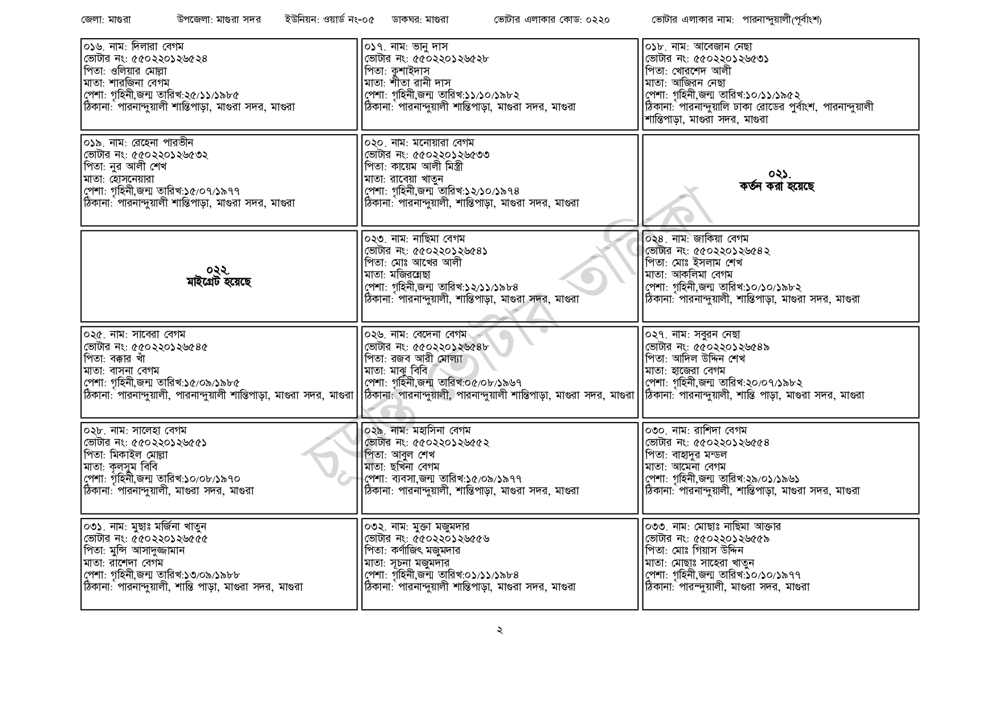 জেলা: মাগুরা উপজেলা: মাগুরা সদর ইউনিয়ন: ওয়ার্ড নং-০৫ ডাকঘর: মাগুরা ভোটার এলাকার কোড: ০২২০ ভোটার এলাকার নাম: পারনান্দুয়ালী(পূর্বাংশ)
০১৬. নাম: দিলারা বেগম
ভোটার নং: ৫৫০২২০১২৬৫২৪
পিতা: ওলিয়ার মোল্লা
মাতা: শারজিনা বেগম
পেশা: গৃহিনী,জন্ম তারিখ:২৫/১১/১৯৮৫
ঠিকানা: পারনান্দুয়ালী শান্তিপাড়া, মাগুরা সদর, মাগুরা
০১৭. নাম: ভানু দাস
ভোটার নং: ৫৫০২২০১২৬৫২৮
পিতা: কুশাইদাস
মাতা: শীতা রানী দাস
পেশা: গৃহিনী,জন্ম তারিখ:১১/১০/১৯৮২
ঠিকানা: পারনান্দুয়ালী শান্তিপাড়া, মাগুরা সদর, মাগুরা
০১৮. নাম: আবেজান নেছা
ভোটার নং: ৫৫০২২০১২৬৫৩১
পিতা: খোরশেদ আলী
মাতা: আজিরন নেছা
পেশা: গৃহিনী,জন্ম তারিখ:১০/১১/১৯৫২
ঠিকানা: পারনান্দুয়ালি ঢাকা রোডের পুর্বাংশ, পারনান্দুয়ালী
শান্তিপাড়া, মাগুরা সদর, মাগুরা
০১৯. নাম: রেহেনা পারভীন
ভোটার নং: ৫৫০২২০১২৬৫৩২
পিতা: নুর আলী শেখ
মাতা: হোসনেয়ারা
পেশা: গৃহিনী,জন্ম তারিখ:১৫/০৭/১৯৭৭
ঠিকানা: পারনান্দুয়ালী শান্তিপাড়া, মাগুরা সদর, মাগুরা
০২০. নাম: মনোয়ারা বেগম
ভোটার নং: ৫৫০২২০১২৬৫৩৩
পিতা: কায়েম আলী মিস্ত্রী
মাতা: রাবেয়া খাতুন
পেশা: গৃহিনী,জন্ম তারিখ:১২/১০/১৯৭৪
ঠিকানা: পারনান্দুয়ালী, শান্তিপাড়া, মাগুরা সদর, মাগুরা
০২১.
কর্তন করা হয়েছে
০২২.
মাইগ্রেট হয়েছে
০২৩. নাম: নাছিমা বেগম
ভোটার নং: ৫৫০২২০১২৬৫৪১
পিতা: মোঃ আখের আলী
মাতা: মজিরন্নেছা
পেশা: গৃহিনী,জন্ম তারিখ:১২/১১/১৯৮৪
ঠিকানা: পারনান্দুয়ালী, শান্তিপাড়া, মাগুরা সদর, মাগুরা
০২৪. নাম: জাকিয়া বেগম
ভোটার নং: ৫৫০২২০১২৬৫৪২
পিতা: মোঃ ইসলাম শেখ
মাতা: আকলিমা বেগম
পেশা: গৃহিনী,জন্ম তারিখ:১০/১০/১৯৮২
ঠিকানা: পারনান্দুয়ালী, শান্তিপাড়া, মাগুরা সদর, মাগুরা
০২৫. নাম: সাবেরা বেগম
ভোটার নং: ৫৫০২২০১২৬৫৪৫
পিতা: বক্কার খাঁ
মাতা: বাসনা বেগম
পেশা: গৃহিনী,জন্ম তারিখ:১৫/০৯/১৯৮৫
ঠিকানা: পারনান্দুয়ালী, পারনান্দুয়ালী শান্তিপাড়া, মাগুরা সদর, মাগুরা
০২৬. নাম: বেদেনা বেগম
ভোটার নং: ৫৫০২২০১২৬৫৪৮
পিতা: রজব আরী মোল্যা
মাতা: মাঝু বিবি
পেশা: গৃহিনী,জন্ম তারিখ:০৫/০৮/১৯৬৭
ঠিকানা: পারনান্দুয়ালী, পারনান্দুয়ালী শান্তিপাড়া, মাগুরা সদর, মাগুরা
০২৭. নাম: সবুরন নেছা
ভোটার নং: ৫৫০২২০১২৬৫৪৯
পিতা: আদিল উদ্দিন শেখ
মাতা: হাজেরা বেগম
পেশা: গৃহিনী,জন্ম তারিখ:২০/০৭/১৯৮২
ঠিকানা: পারনান্দুয়ালী, শান্তি পাড়া, মাগুরা সদর, মাগুরা
০২৮. নাম: সালেহা বেগম
ভোটার নং: ৫৫০২২০১২৬৫৫১
পিতা: মিকাইল মোল্লা
মাতা: কৃলসুম বিবি
পেশা: গৃহিনী,জন্ম তারিখ:১০/০৮/১৯৭০
ঠিকানা: পারনান্দুয়ালী, মাগুরা সদর, মাগুরা
০২৯. নাম: মহাসিনা বেগম
ভোটার নং: ৫৫০২২০১২৬৫৫২
পিতা: আবুল শেখ
মাতা: ছখিনা বেগম
পেশা: ব্যবসা,জন্ম তারিখ:১৫/০৯/১৯৭৭
ঠিকানা: পারনান্দুয়ালী, শান্তিপাড়া, মাগুরা সদর, মাগুরা
০৩০. নাম: রাশিদা বেগম
ভোটার নং: ৫৫০২২০১২৬৫৫৪
পিতা: বাহাদুর মন্ডল
মাতা: আমেনা বেগম
পেশা: গৃহিনী,জন্ম তারিখ:২৯/০১/১৯৬১
ঠিকানা: পারনান্দুয়ালী, শান্তিপাড়া, মাগুরা সদর, মাগুরা
০৩১. নাম: মুছাঃ মর্জিনা খাতুন
ভোটার নং: ৫৫০২২০১২৬৫৫৫
পিতা: মুন্সি আসাদুজ্জামান
মাতা: রাশেদা বেগম
পেশা: গৃহিনী,জন্ম তারিখ:১৩/০৯/১৯৮৮
ঠিকানা: পারনান্দুয়ালী, শান্তি পাড়া, মাগুরা সদর, মাগুরা
০৩২. নাম: মুক্তা মজুমদার
ভোটার নং: ৫৫০২২০১২৬৫৫৬
পিতা: কর্ণাজিৎ মজুমদার
মাতা: সূচনা মজুমদার
পেশা: গৃহিনী,জন্ম তারিখ:০১/১১/১৯৮৪
ঠিকানা: পারনান্দুয়ালী শান্তিপাড়া, মাগুরা সদর, মাগুরা
০৩৩. নাম: মোছাঃ নাছিমা আক্তার
ভোটার নং: ৫৫০২২০১২৬৫৫৯
পিতা: মোঃ গিয়াস উদ্দিন
মাতা: মোছাঃ সাহেরা খাতুন
পেশা: গৃহিনী,জন্ম তারিখ:১০/১০/১৯৭৭
ঠিকানা: পারন্দুয়ালী, মাগুরা সদর, মাগুরা
চূড়ান্ত ভোটার তালিকা
২